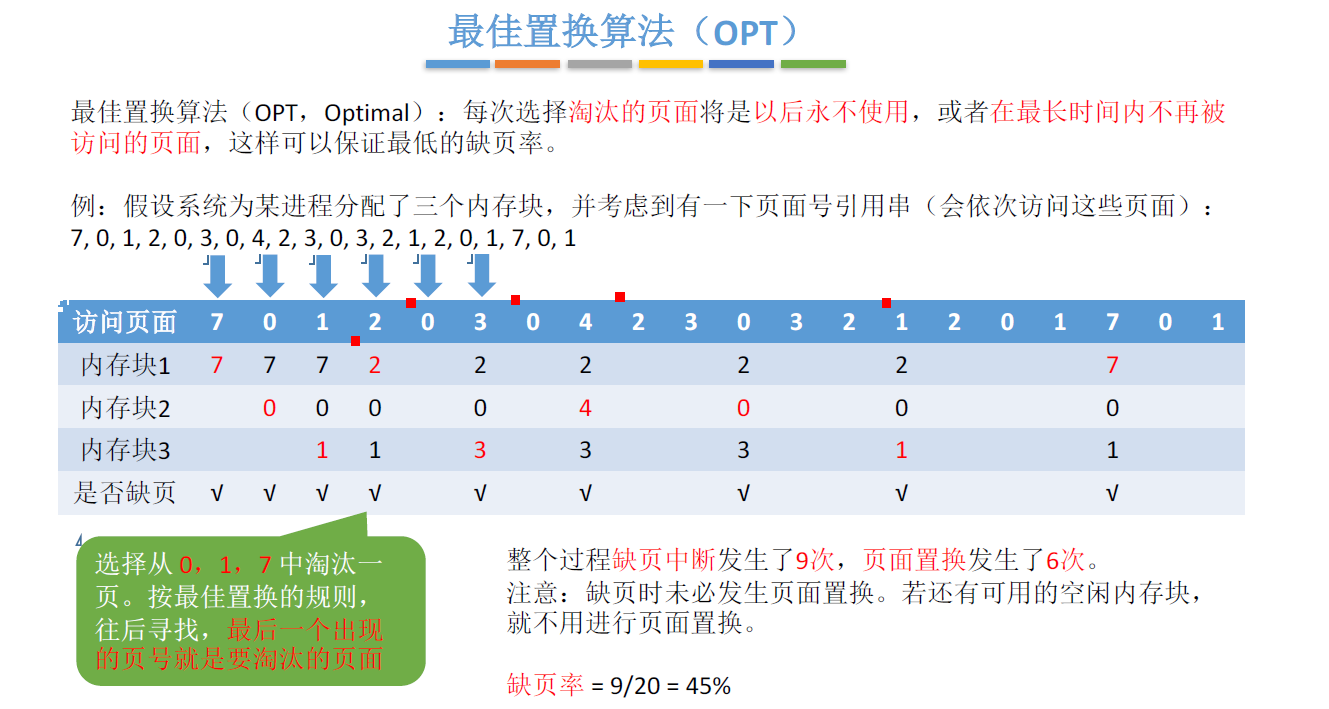 最佳置换算法（OPT）
最佳置换算法（OPT，Optimal）：每次选择淘汰的页面将是以后永不使用，或者在最长时间内不再被
访问的页面，这样可以保证最低的缺页率。
例：假设系统为某进程分配了三个内存块，并考虑到有一下页面号引用串（会依次访问这些页面）：
7, 0, 1, 2, 0, 3, 0, 4, 2, 3, 0, 3, 2, 1, 2, 0, 1, 7, 0, 1
访问页面 7 0 1 2 0 3 0 4 2 3 0 3 2 1 2 0 1 7 0 1
内存块1 7 7 7 2 2 2 2 2 7
内存块2 0 0 0 0 4 0 0 0
内存块3 1 1 3 3 3 1 1
是否缺页 √ √ √ √ √ √ √ √ √
选择从 0，1，7 中淘汰一
页。按最佳置换的规则，
往后寻找，最后一个出现
的页号就是要淘汰的页面
整个过程缺页中断发生了9次，页面置换发生了6次。
注意：缺页时未必发生页面置换。若还有可用的空闲内存块，
就不用进行页面置换。
缺页率 = 9/20 = 45%